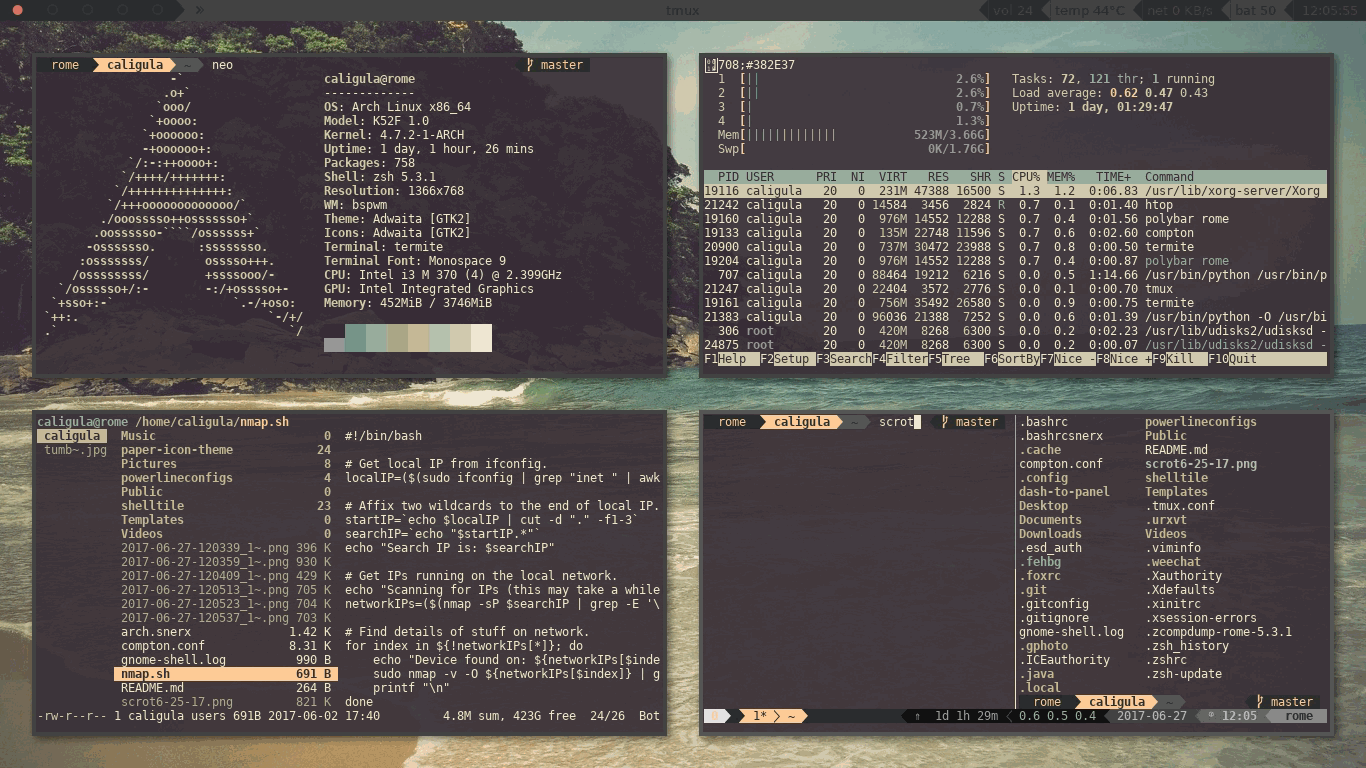 » tmux vol 24 temp 44°C net 0 KB/s bat 50 12:05:55
rome caligula ~ neo master
caligula@rome
-------------
OS: Arch Linux x86_64
Model: K52F 1.0
Kernel: 4.7.2-1-ARCH
Uptime: 1 day, 1 hour, 26 mins
Packages: 758
Shell: zsh 5.3.1
Resolution: 1366x768
WM: bspwm
Theme: Adwaita [GTK2]
Icons: Adwaita [GTK2]
Terminal: termite
Terminal Font: Monospace 9
CPU: Intel i3 M 370 (4) @ 2.399GHz
GPU: Intel Integrated Graphics
Memory: 452MiB / 3746MiB
708;#382E37
1 [|| 2.6%] Tasks: 72, 121 thr; 1 running
2 [|| 2.6%] Load average: 0.62 0.47 0.43
3 [| 0.7%] Uptime: 1 day, 01:29:47
4 [| 1.3%]
Mem[||||||||||||| 523M/3.66G]
Swp[ 0K/1.76G]
PID USER PRI NI VIRT RES SHR S CPU% MEM% TIME+ Command
19116 caligula 20 0 231M 47388 16500 S 1.3 1.2 0:06.83 /usr/lib/xorg-server/Xorg
21242 caligula 20 0 14584 3456 2824 R 0.7 0.1 0:01.40 htop
19160 caligula 20 0 976M 14552 12288 S 0.7 0.4 0:01.56 polybar rome
19133 caligula 20 0 135M 22748 11596 S 0.7 0.6 0:02.60 compton
20900 caligula 20 0 737M 30472 23988 S 0.7 0.8 0:00.50 termite
19204 caligula 20 0 976M 14552 12288 S 0.7 0.4 0:00.87 polybar rome
707 caligula 20 0 88464 19212 6216 S 0.0 0.5 1:14.66 /usr/bin/python /usr/bin/p
21247 caligula 20 0 22404 3572 2776 S 0.0 0.1 0:00.70 tmux
19161 caligula 20 0 756M 35492 26580 S 0.0 0.9 0:00.75 termite
21383 caligula 20 0 96036 21388 7252 S 0.0 0.6 0:01.39 /usr/bin/python -O /usr/bi
306 root 20 0 420M 8268 6300 S 0.0 0.2 0:02.23 /usr/lib/udisks2/udisksd -
24875 root 20 0 420M 8268 6300 S 0.0 0.2 0:00.07 /usr/lib/udisks2/udisksd -
F1Help F2Setup F3SearchF4FilterF5Tree F6SortByF7Nice -F8Nice +F9Kill F10Quit
caligula@rome /home/caligula/nmap.sh
caligula Music 0 #!/bin/bash
tumb~.jpg paper-icon-theme 24
Pictures 8 # Get local IP from ifconfig.
powerlineconfigs 4 localIP=($(sudo ifconfig | grep "inet " | awk
Public 0
shelltile 23 # Affix two wildcards to the end of local IP.
Templates 0 startIP=`echo $localIP | cut -d "." -f1-3`
Videos 0 searchIP=`echo "$startIP.*"`
2017-06-27-120339_1~.png 396 K echo "Search IP is: $searchIP"
2017-06-27-120359_1~.png 930 K
2017-06-27-120409_1~.png 429 K # Get IPs running on the local network.
2017-06-27-120513_1~.png 705 K echo "Scanning for IPs (this may take a while
2017-06-27-120523_1~.png 704 K networkIPs=($(nmap -sP $searchIP | grep -E '\
2017-06-27-120537_1~.png 703 K
arch.snerx 1.42 K # Find details of stuff on network.
compton.conf 8.31 K for index in ${!networkIPs[*]}; do
gnome-shell.log 990 B echo "Device found on: ${networkIPs[$inde
nmap.sh 691 B sudo nmap -v -O ${networkIPs[$index]} | g
README.md 264 B printf "\n"
scrot6-25-17.png 821 K done
-rw-r--r-- 1 caligula users 691B 2017-06-02 17:40 4.8M sum, 423G free 24/26 Bot
rome caligula ~ scrot master
.bashrc powerlineconfigs
.bashrcsnerx Public
.cache README.md
compton.conf scrot6-25-17.png
.config shelltile
dash-to-panel Templates
Desktop .tmux.conf
Documents .urxvt
Downloads Videos
.esd_auth .viminfo
.fehbg .weechat
.foxrc .Xauthority
.git .Xdefaults
.gitconfig .xinitrc
.gitignore .xsession-errors
gnome-shell.log .zcompdump-rome-5.3.1
.gphoto .zsh_history
.ICEauthority .zshrc
.java .zsh-update
.local
rome caligula ~ master
1* ~ ⇑ 1d 1h 29m 0.6 0.5 0.4 2017-06-27 12:05 rome